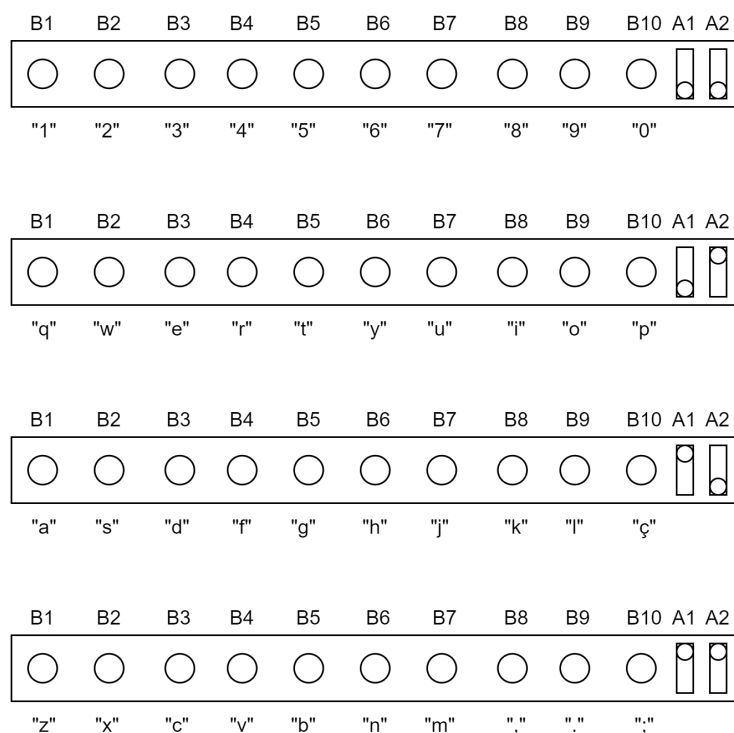 B1 B2 B3 B4 B5 B6 B7 B8 B9 B10 A1 A2
"1" "2" "3" "4" "5" "6" "7" "8" "9" "0"
B1 B2 B3 B4 B5 B6 B7 B8 B9 B10 A1 A2
"q" "w" "e" "r" "t" "y" "u" "i" "o" "p"
B1 B2 B3 B4 B5 B6 B7 B8 B9 B10 A1 A2
"a" "s" "d" "f" "g" "h" "j" "k" "l" "ç"
B1 B2 B3 B4 B5 B6 B7 B8 B9 B10 A1 A2
"z" "x" "c" "v" "b" "n" "m" "," "." ";"